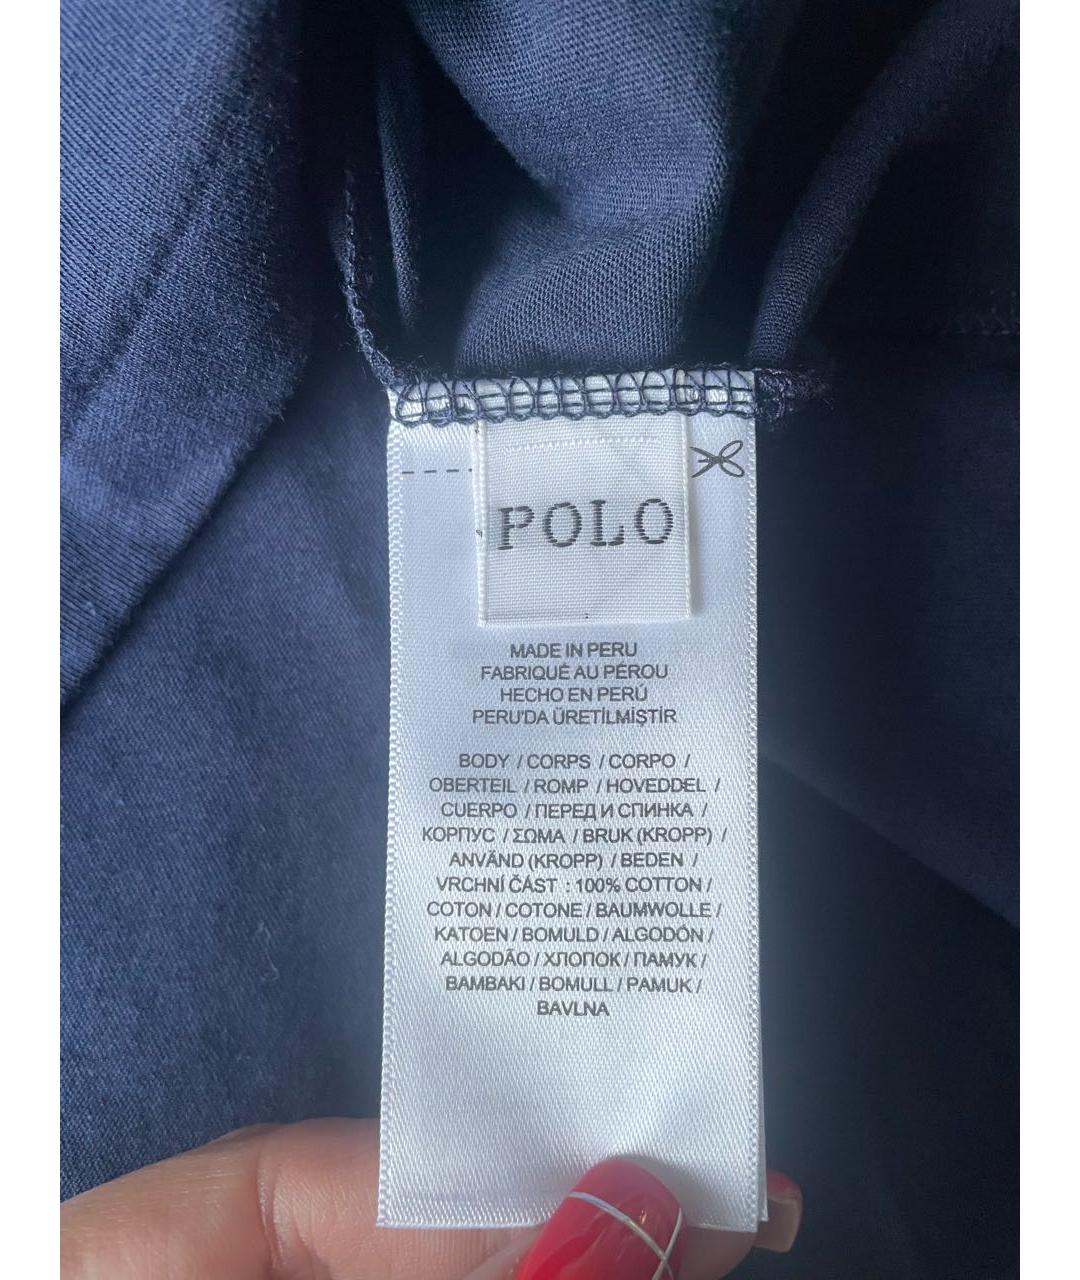 POLO
MADE IN PERU
FABRIQUÉ AU PÉROU
HECHO EN PERÚ
PERU'DA ÜRETİLMİŞTİR
BODY / CORPS / CORPO /
OBERTEIL / ROMP / HOVEDDEL /
CUERPO / ПЕРЕД И СПИНКА /
КОРПУС / ΣΩΜΑ / BRUK (KROPP) /
ANVÄND (KROPP) / BEDEN /
VRCHNÍ ČÁST : 100% COTTON /
COTON / COTONE / BAUMWOLLE /
KATOEN / BOMULD / ALGODÓN /
ALGODÃO / ХЛОПОК / ПАМУК /
ΒΑΜΒΑΚΙ / BOMULL / PAMUK /
BAVLNA